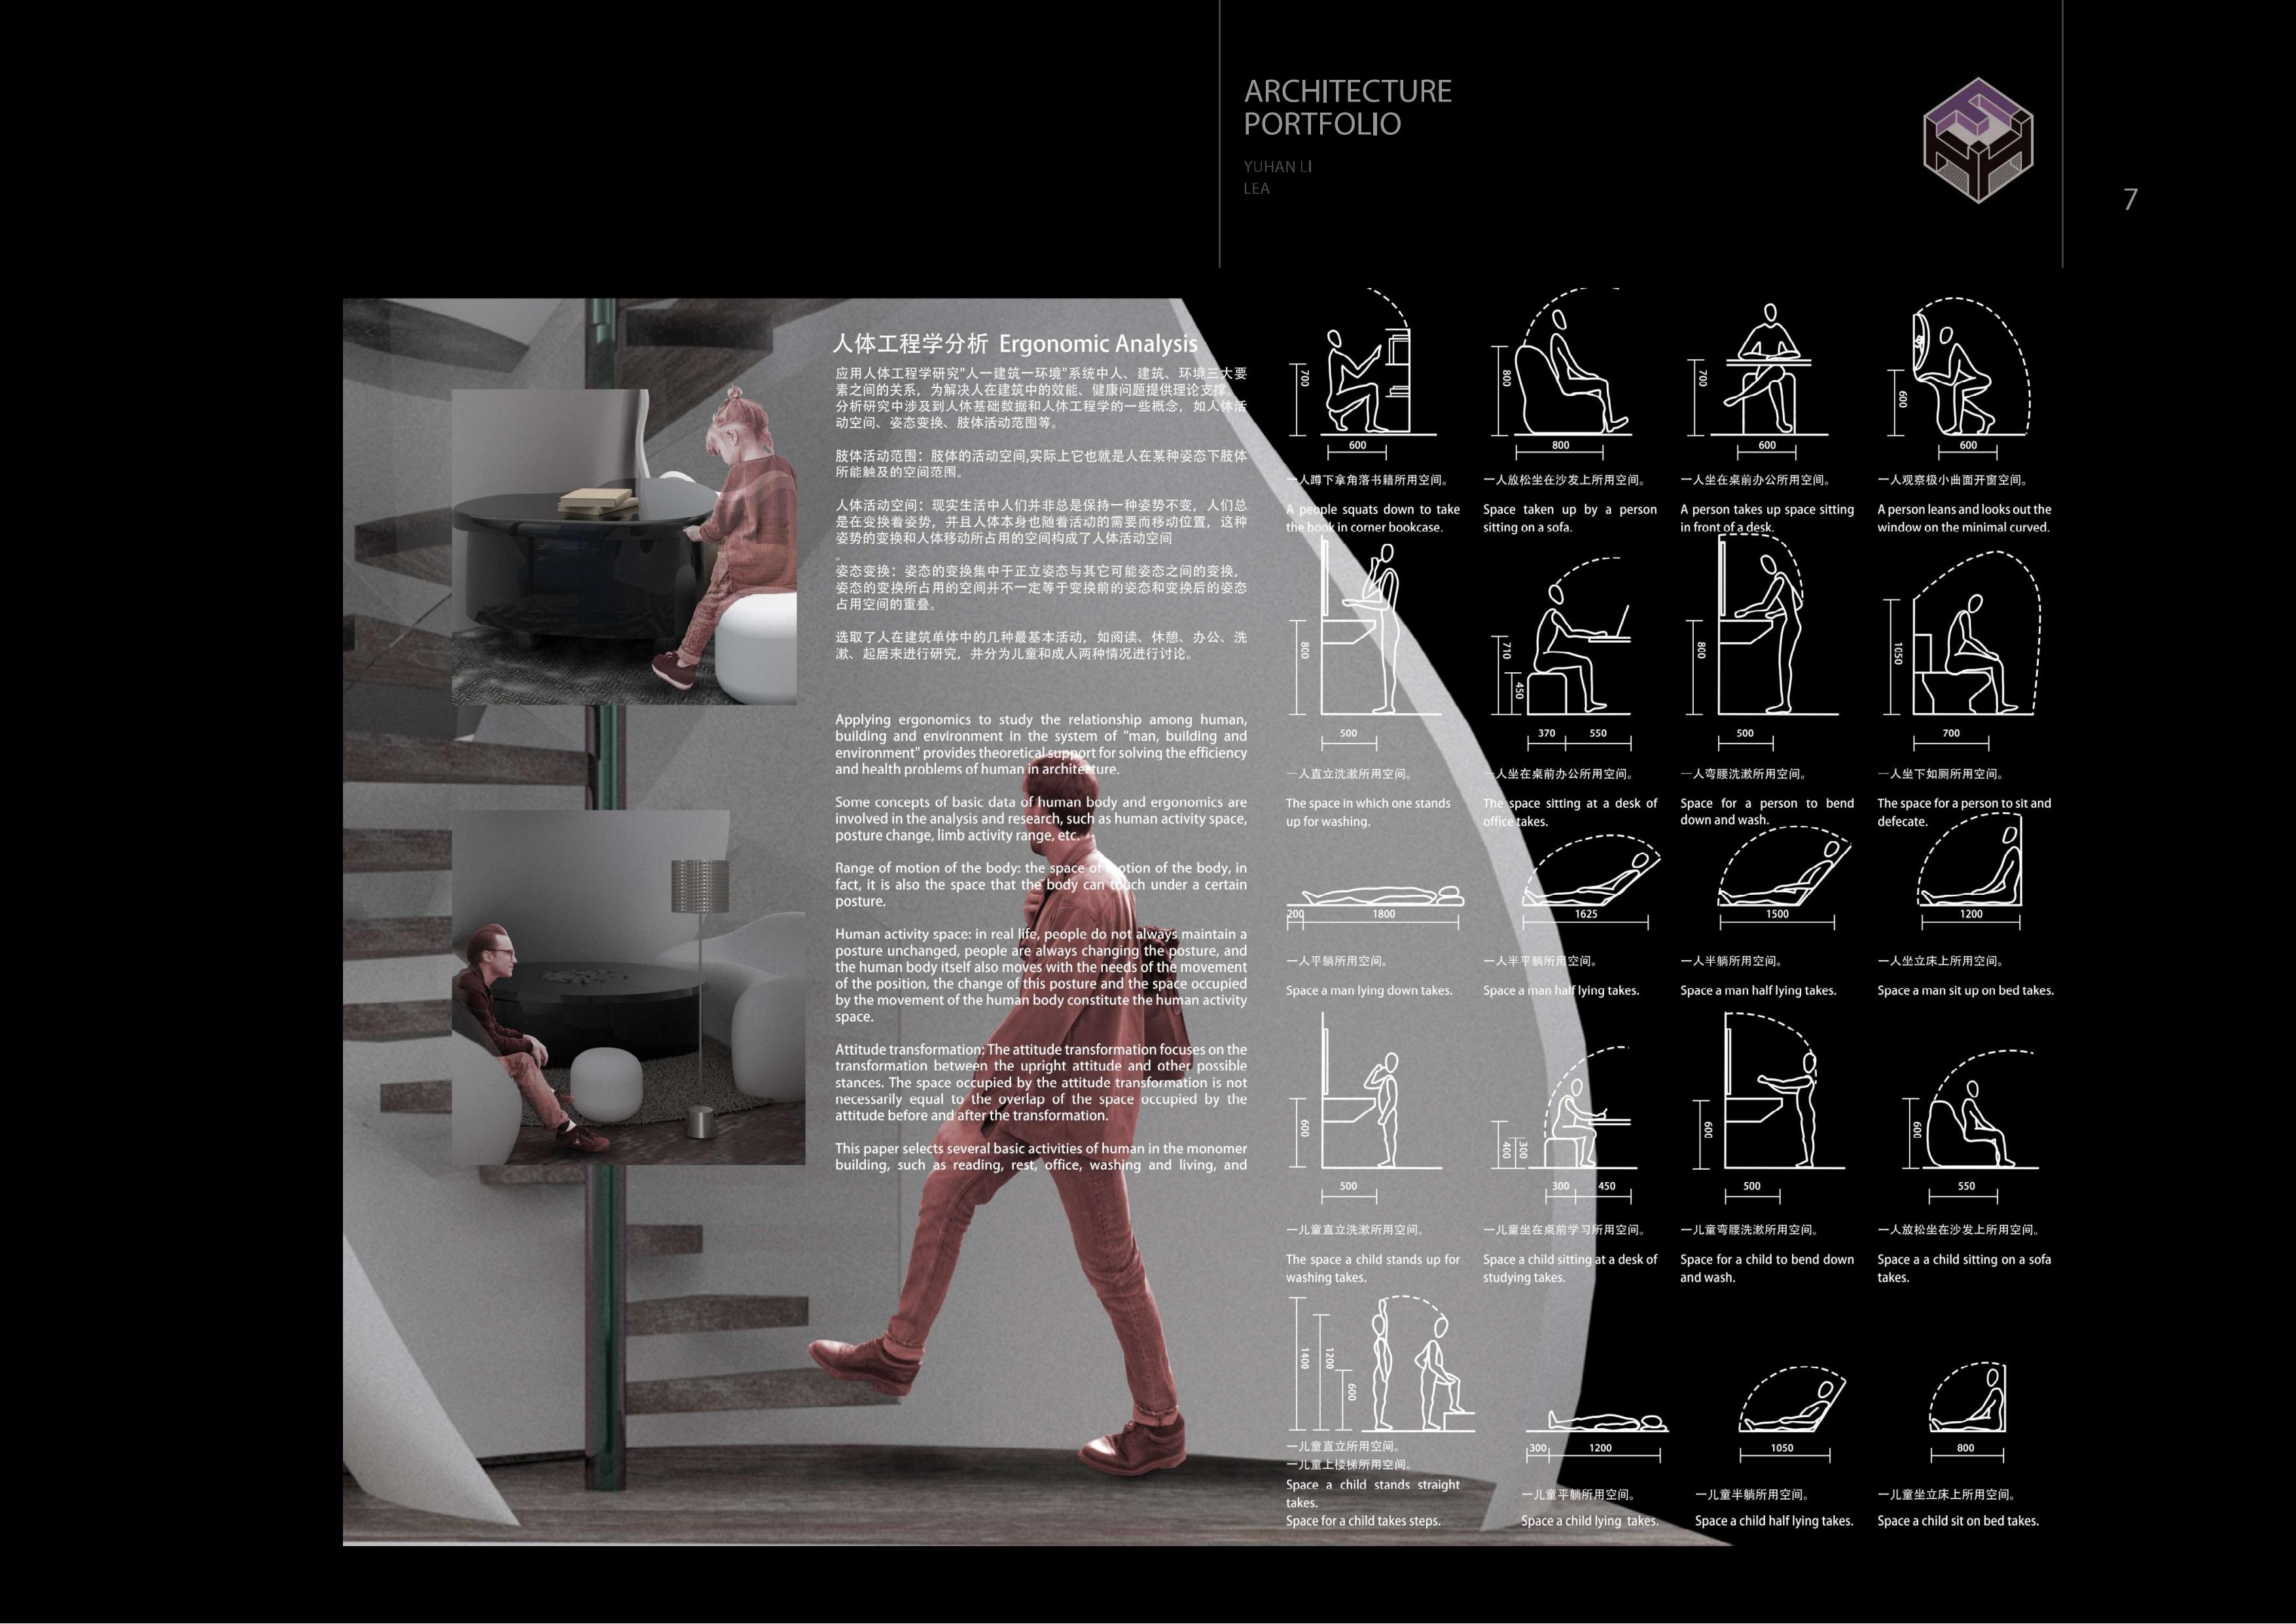 ARCHITECTURE
PORTFOLIO
YUHAN LI
LEA
7
人体工程学分析 Ergonomic Analysis
应用人体工程学研究"人一建筑一环境"系统中人、建筑、环境三大要
素之间的关系，为解决人在建筑中的效能、健康问题提供理论支撑。
分析研究中涉及到人体基础数据和人体工程学的一些概念，如人体活
动空间、姿态变换、肢体活动范围等。
肢体活动范围：肢体的活动空间,实际上它也就是人在某种姿态下肢体
所能触及的空间范围。
人体活动空间：现实生活中人们并非总是保持一种姿势不变，人们总
是在变换着姿势，并且人体本身也随着活动的需要而移动位置，这种
姿势的变换和人体移动所占用的空间构成了人体活动空间
。
姿态变换：姿态的变换集中于正立姿态与其它可能姿态之间的变换，
姿态的变换所占用的空间并不一定等于变换前的姿态和变换后的姿态
占用空间的重叠。
选取了人在建筑单体中的几种最基本活动，如阅读、休憩、办公、洗
漱、起居来进行研究，并分为儿童和成人两种情况进行讨论。
Applying ergonomics to study the relationship among human,
building and environment in the system of "man, building and
environment" provides theoretical support for solving the efficiency
and health problems of human in architecture.
Some concepts of basic data of human body and ergonomics are
involved in the analysis and research, such as human activity space,
posture change, limb activity range, etc.
Range of motion of the body: the space of motion of the body, in
fact, it is also the space that the body can touch under a certain
posture.
Human activity space: in real life, people do not always maintain a
posture unchanged, people are always changing the posture, and
the human body itself also moves with the needs of the movement
of the position, the change of this posture and the space occupied
by the movement of the human body constitute the human activity
space.
Attitude transformation: The attitude transformation focuses on the
transformation between the upright attitude and other possible
stances. The space occupied by the attitude transformation is not
necessarily equal to the overlap of the space occupied by the
attitude before and after the transformation.
This paper selects several basic activities of human in the monomer
building, such as reading, rest, office, washing and living, and
700
600
一人蹲下拿角落书籍所用空间。
A people squats down to take
the book in corner bookcase.
800
800
一人放松坐在沙发上所用空间。
Space taken up by a person
sitting on a sofa.
700
600
一人坐在桌前办公所用空间。
A person takes up space sitting
in front of a desk.
600
600
一人观察极小曲面开窗空间。
A person leans and looks out the
window on the minimal curved.
800
500
一人直立洗漱所用空间。
The space in which one stands
up for washing.
710
450
370
550
一人坐在桌前办公所用空间。
The space sitting at a desk of
office takes.
800
500
一人弯腰洗漱所用空间。
Space for a person to bend
down and wash.
1050
700
一人坐下如厕所用空间。
The space for a person to sit and
defecate.
200
1800
一人平躺所用空间。
Space a man lying down takes.
1625
一人半平躺所用空间。
Space a man half lying takes.
1500
一人半躺所用空间。
Space a man half lying takes.
1200
一人坐立床上所用空间。
Space a man sit up on bed takes.
600
500
一儿童直立洗漱所用空间。
The space a child stands up for
washing takes.
400
300
300
450
一儿童坐在桌前学习所用空间。
Space a child sitting at a desk of
studying takes.
600
500
一儿童弯腰洗漱所用空间。
Space for a child to bend down
and wash.
600
550
一人放松坐在沙发上所用空间。
Space a a child sitting on a sofa
takes.
1400
1200
600
一儿童直立所用空间。
一儿童上楼梯所用空间。
Space a child stands straight
takes.
Space for a child takes steps.
300
1200
一儿童平躺所用空间。
Space a child lying takes.
1050
一儿童半躺所用空间。
Space a child half lying takes.
800
一儿童坐立床上所用空间。
Space a child sit on bed takes.